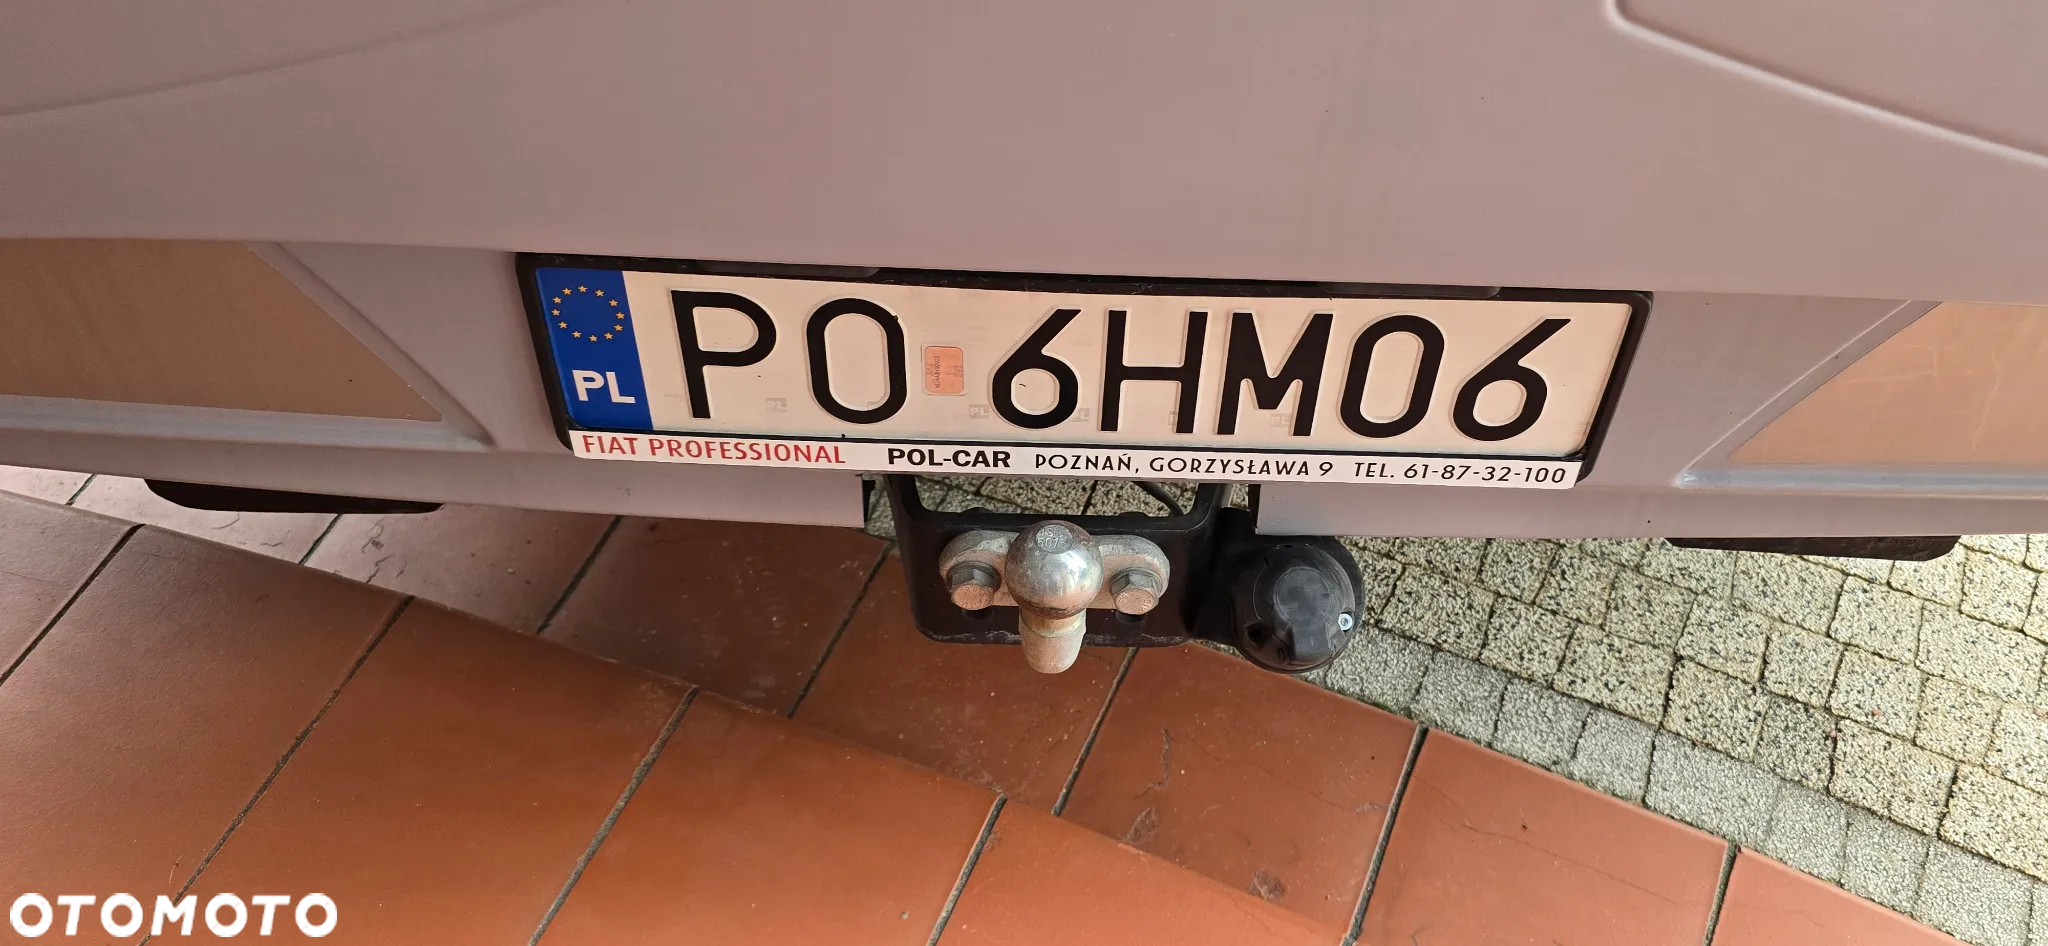 PL
PO 6HM06
FIAT PROFESSIONAL POL-CAR POZNAŃ, GORZYSŁAWA 9 TEL. 61-87-32-100
OTOMOTO